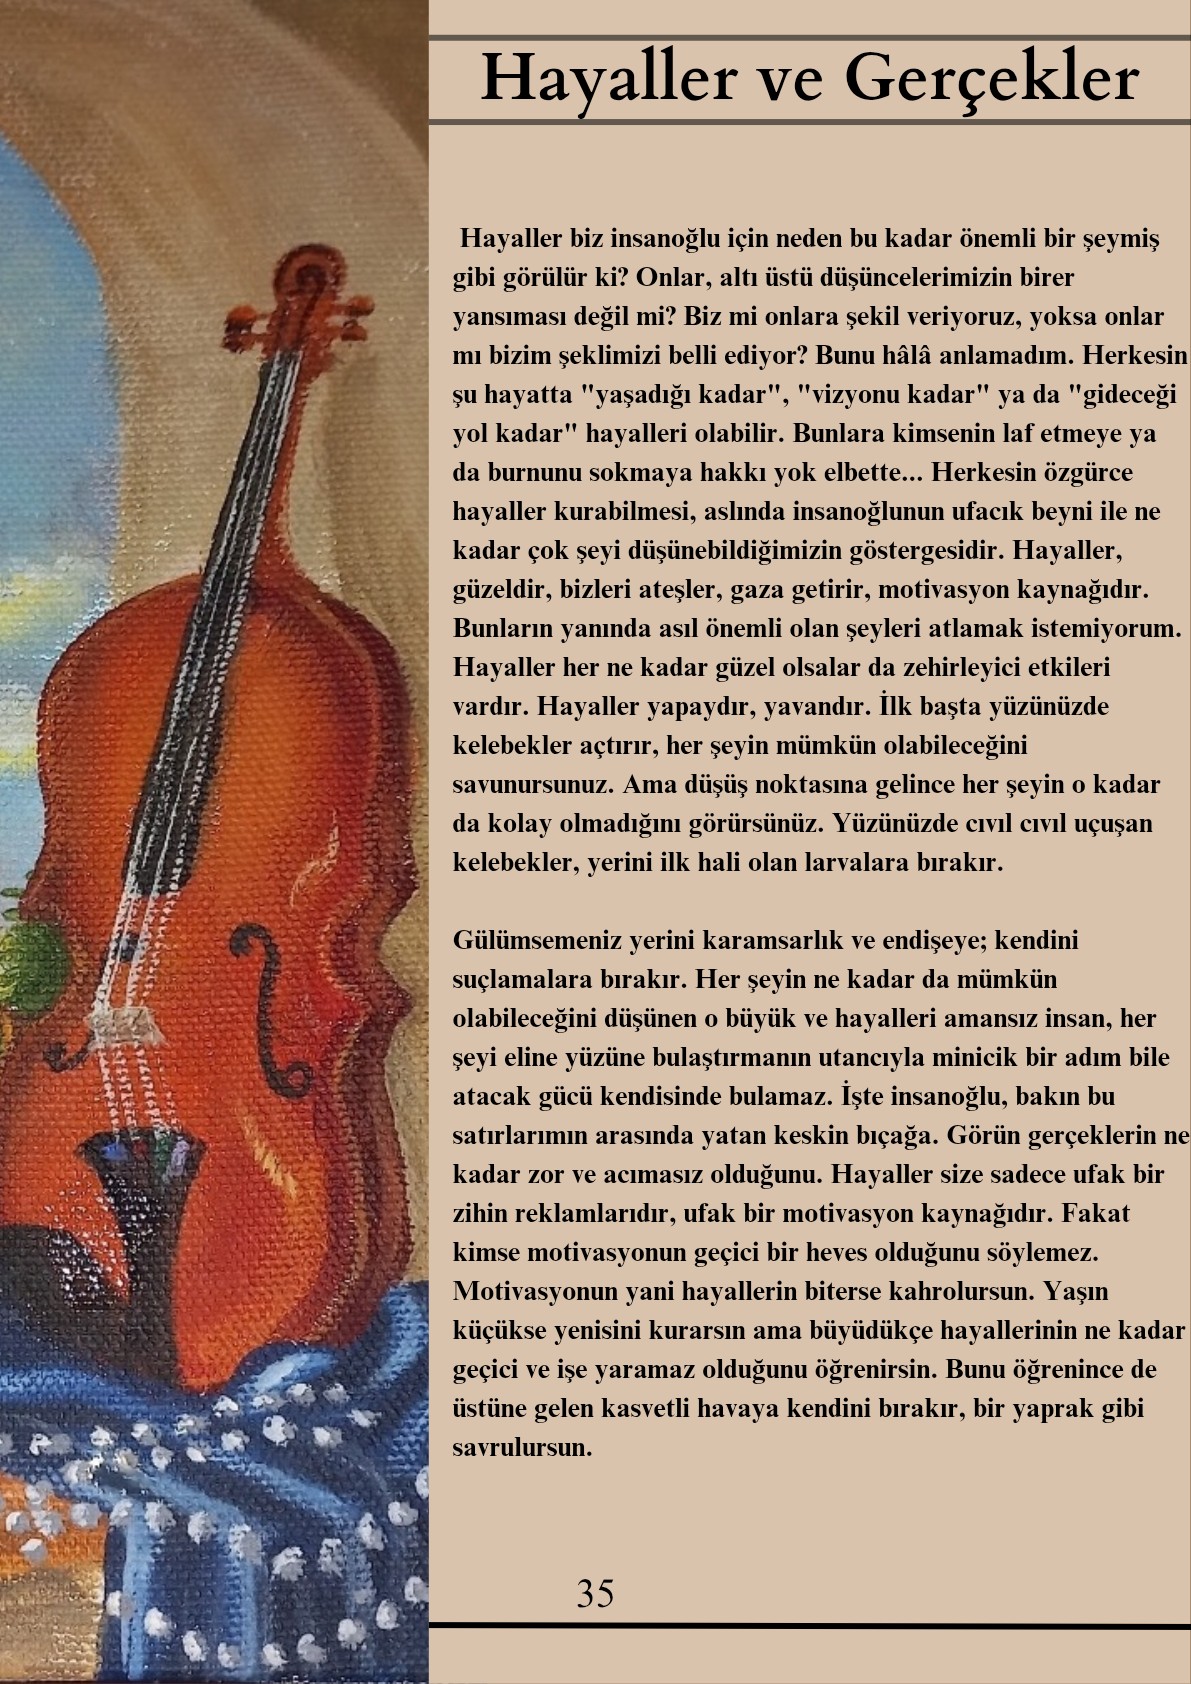 Hayaller ve Gerçekler
Hayaller biz insanoğlu için neden bu kadar önemli bir şeymiş
gibi görülür ki? Onlar, altı üstü düşüncelerimizin birer
yansıması değil mi? Biz mi onlara şekil veriyoruz, yoksa onlar
mı bizim şeklimizi belli ediyor? Bunu hâlâ anlamadım. Herkesin
şu hayatta "yaşadığı kadar", "vizyonu kadar" ya da "gideceği
yol kadar" hayalleri olabilir. Bunlara kimsenin laf etmeye ya
da burnunu sokmaya hakkı yok elbette... Herkesin özgürce
hayaller kurabilmesi, aslında insanoğlunun ufacık beyni ile ne
kadar çok şeyi düşünebildiğimizin göstergesidir. Hayaller,
güzeldir, bizleri ateşler, gaza getirir, motivasyon kaynağıdır.
Bunların yanında asıl önemli olan şeyleri atlamak istemiyorum.
Hayaller her ne kadar güzel olsalar da zehirleyici etkileri
vardır. Hayaller yapaydır, yavandır. İlk başta yüzünüzde
kelebekler açtırır, her şeyin mümkün olabileceğini
savunursunuz. Ama düşüş noktasına gelince her şeyin o kadar
da kolay olmadığını görürsünüz. Yüzünüzde cıvıl cıvıl uçuşan
kelebekler, yerini ilk hali olan larvalara bırakır.
Gülümsemeniz yerini karamsarlık ve endişeye; kendini
suçlamalara bırakır. Her şeyin ne kadar da mümkün
olabileceğini düşünen o büyük ve hayalleri amansız insan, her
şeyi eline yüzüne bulaştırmanın utancıyla minicik bir adım bile
atacak gücü kendisinde bulamaz. İşte insanoğlu, bakın bu
satırlarımın arasında yatan keskin bıçağa. Görün gerçeklerin ne
kadar zor ve acımasız olduğunu. Hayaller size sadece ufak bir
zihin reklamlarıdır, ufak bir motivasyon kaynağıdır. Fakat
kimse motivasyonun geçici bir heves olduğunu söylemez.
Motivasyonun yani hayallerin biterse kahrolursun. Yaşın
küçükse yenisini kurarsın ama büyüdükçe hayallerinin ne kadar
geçici ve işe yaramaz olduğunu öğrenirsin. Bunu öğrenince de
üstüne gelen kasvetli havaya kendini bırakır, bir yaprak gibi
savrulursun.
35